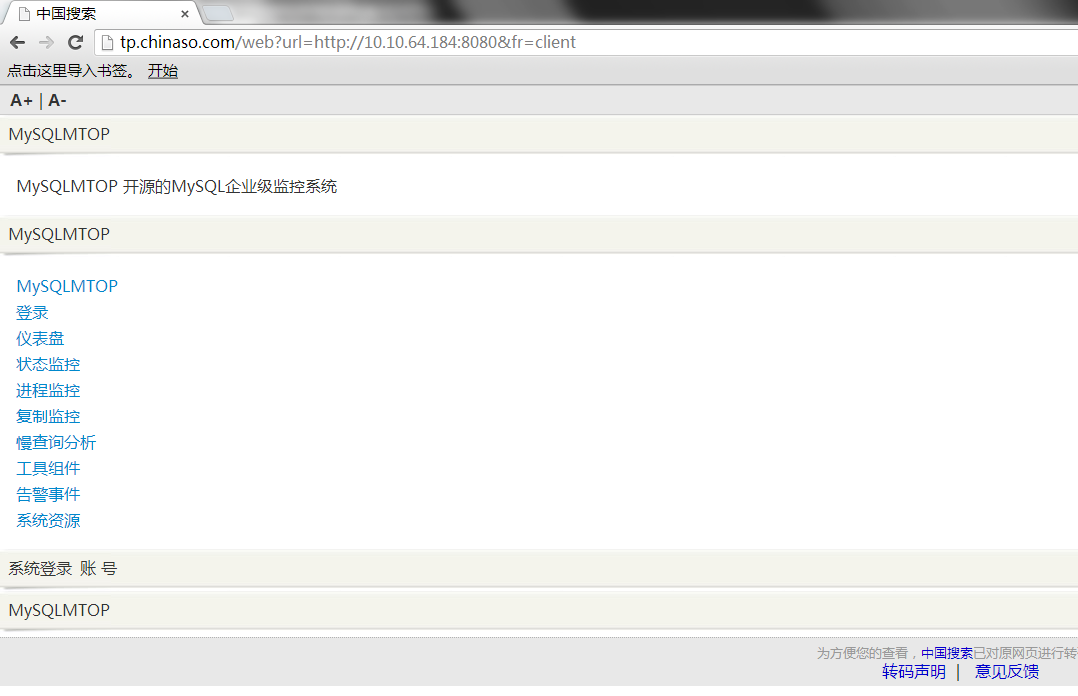 中国搜索
tp.chinaso.com/web?url=http://10.10.64.184:8080&fr=client
点击这里导入书签。 开始
A+ | A-
MySQLMTOP
MySQLMTOP 开源的MySQL企业级监控系统
MySQLMTOP
MySQLMTOP
登录
仪表盘
状态监控
进程监控
复制监控
慢查询分析
工具组件
告警事件
系统资源
系统登录 账 号
MySQLMTOP
为方便您的查看，中国搜索已对原网页进行转
转码声明 | 意见反馈